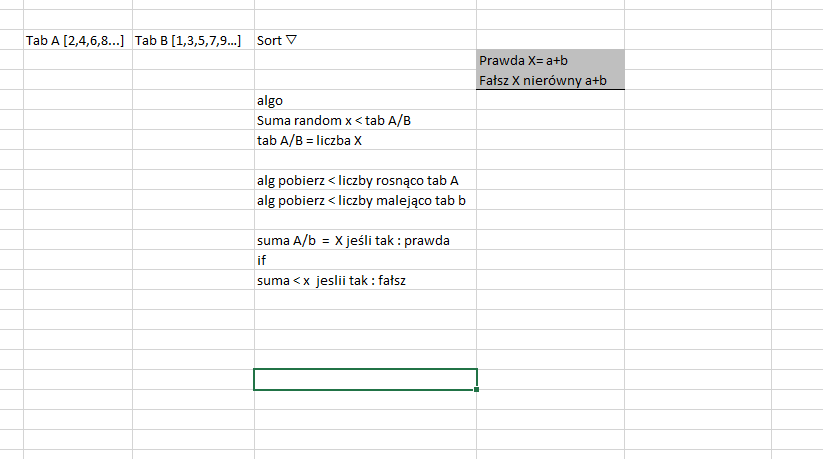 Tab A [2,4,6,8...] Tab B [1,3,5,7,9...] Sort ▽
Prawda X= a+b
Fałsz X nierówny a+b
algo
Suma random x < tab A/B
tab A/B = liczba X
alg pobierz < liczby rosnąco tab A
alg pobierz < liczby malejąco tab b
suma A/b = X jeśli tak : prawda
if
suma < x jeslii tak : fałsz